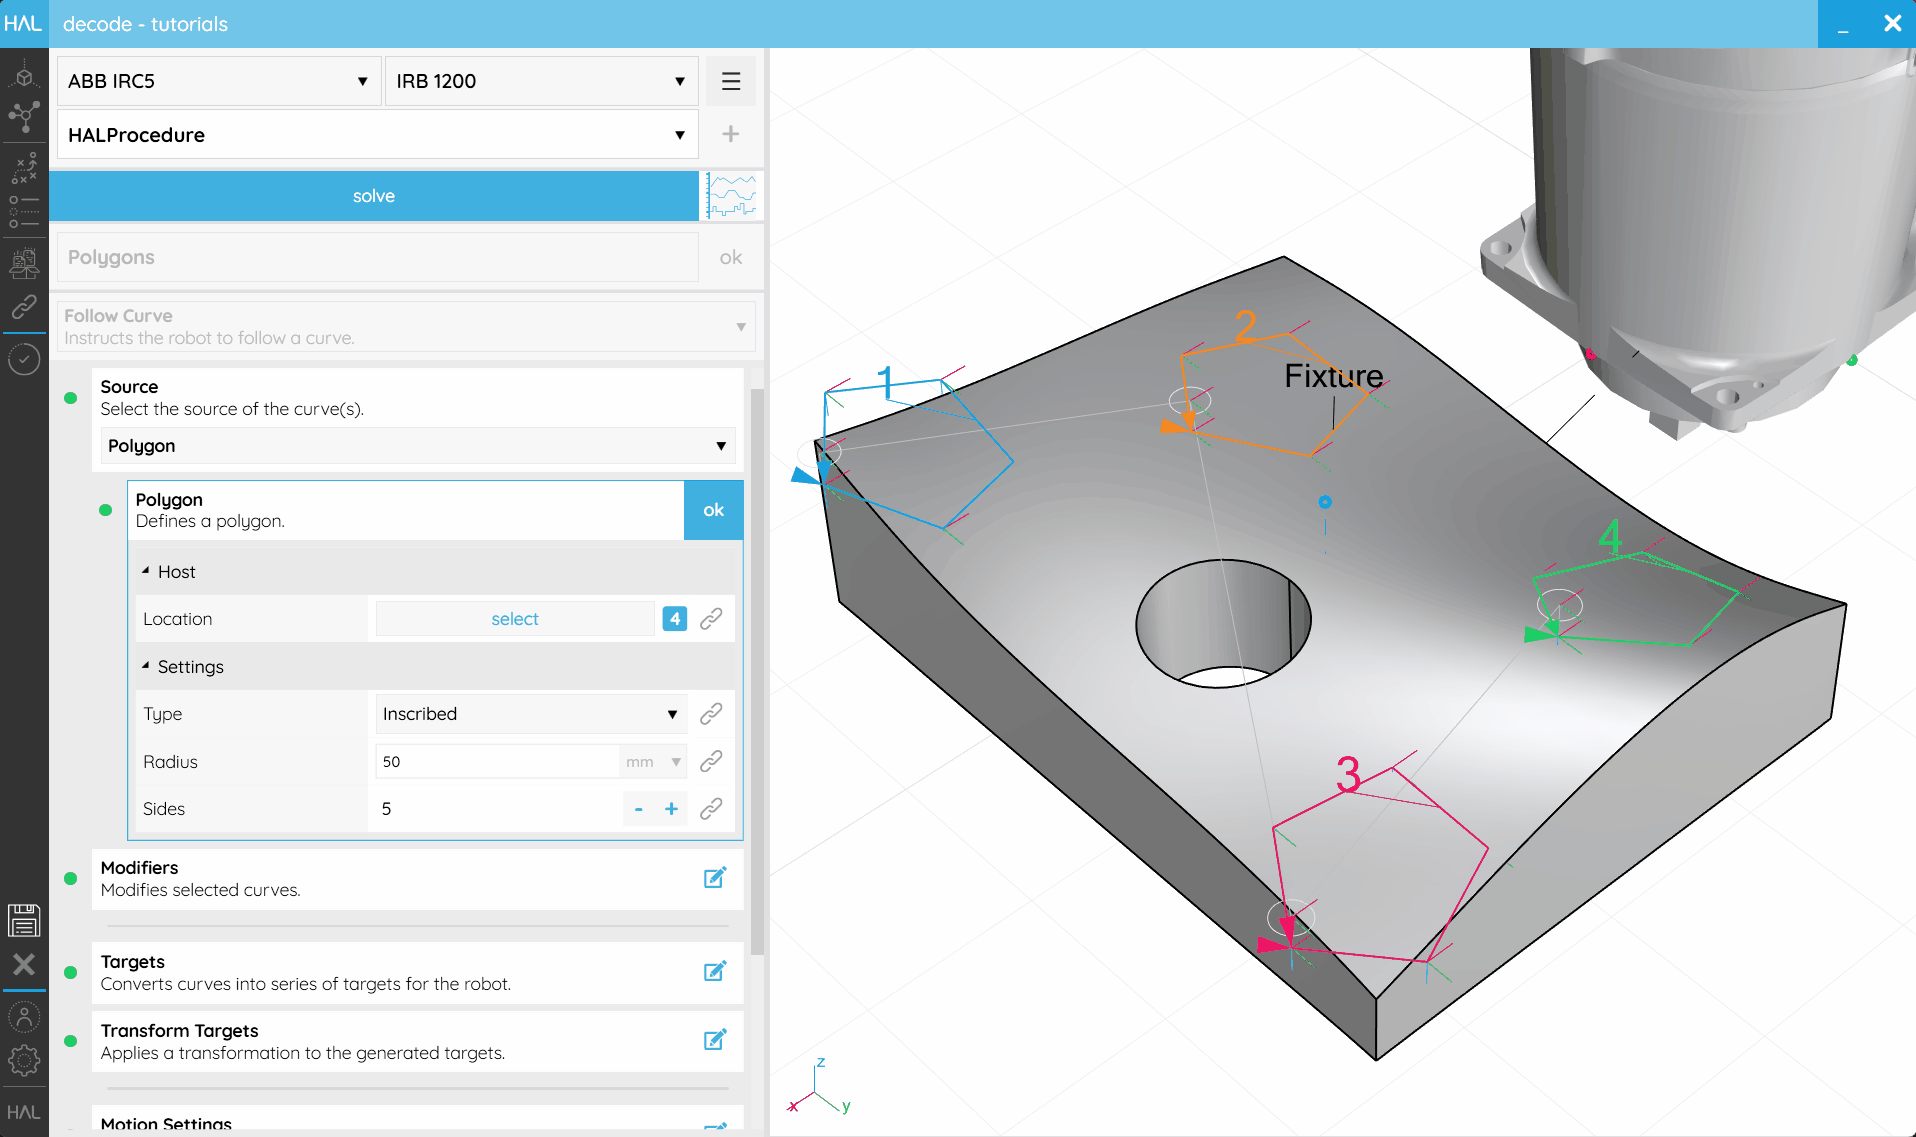 HAL decode - tutorials
ABB IRC5 IRB 1200
HALProcedure
solve
Polygons ok
Follow Curve
Instructs the robot to follow a curve.
Source
Select the source of the curve(s).
Polygon
Polygon
Defines a polygon.
ok
Host
Location select 4
Settings
Type Inscribed
Radius 50 mm
Sides 5 - +
Modifiers
Modifies selected curves.
Targets
Converts curves into series of targets for the robot.
Transform Targets
Applies a transformation to the generated targets.
Motion Settings
HAL
1
2
Fixture
4
3
z
x
y